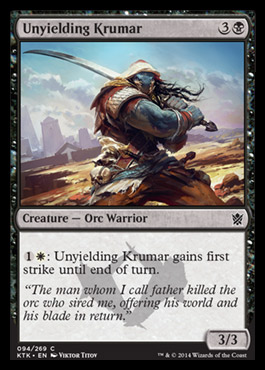 Unyielding Krumar 3
Creature — Orc Warrior
1 : Unyielding Krumar gains first
strike until end of turn.
“The man whom I call father killed the
orc who sired me, offering his world and
his blade in return.”
094/269 C
KTK • EN Viktor Titov
3/3
™ & © 2014 Wizards of the Coast